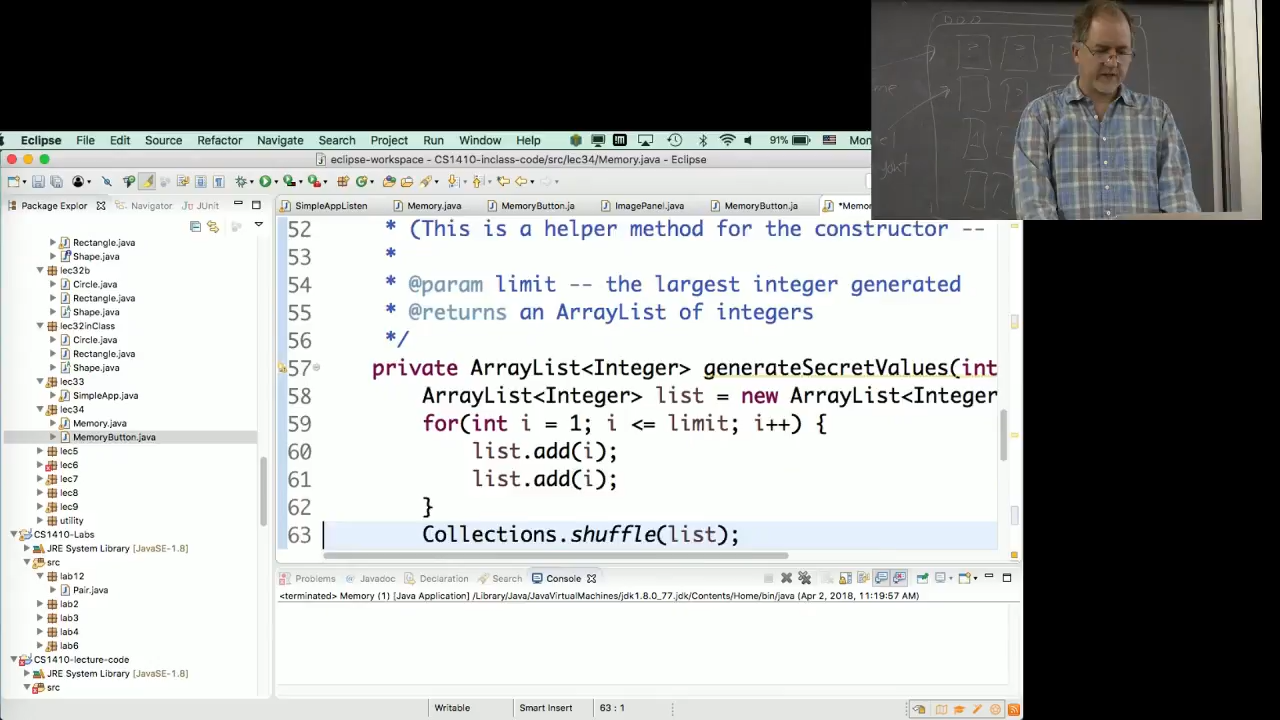 Eclipse File Edit Source Refactor Navigate Search Project Run Window Help 91% Mon
eclipse-workspace - CS1410-inclass-code/src/lec34/Memory.java - Eclipse
Package Explor Navigator JUnit
SimpleAppListen Memory.java MemoryButton.ja ImagePanel.java MemoryButton.ja *Memor
Rectangle.java
Shape.java
lec32b
Circle.java
Rectangle.java
Shape.java
lec32inClass
Circle.java
Rectangle.java
Shape.java
lec33
SimpleApp.java
lec34
Memory.java
MemoryButton.java
lec5
lec6
lec7
lec8
lec9
utility
CS1410-Labs
JRE System Library [JavaSE-1.8]
src
lab12
Pair.java
lab2
lab3
lab4
lab6
CS1410-lecture-code
JRE System Library [JavaSE-1.8]
src
52 * (This is a helper method for the constructor --
53 *
54 * @param limit -- the largest integer generated
55 * @returns an ArrayList of integers
56 */
57 private ArrayList<Integer> generateSecretValues(int
58 ArrayList<Integer> list = new ArrayList<Integer
59 for(int i = 1; i <= limit; i++) {
60 list.add(i);
61 list.add(i);
62 }
63 Collections.shuffle(list);
Problems Javadoc Declaration Search Console
<terminated> Memory (1) [Java Application] /Library/Java/JavaVirtualMachines/jdk1.8.0_77.jdk/Contents/Home/bin/java (Apr 2, 2018, 11:19:57 AM)
Writable Smart Insert 63 : 1